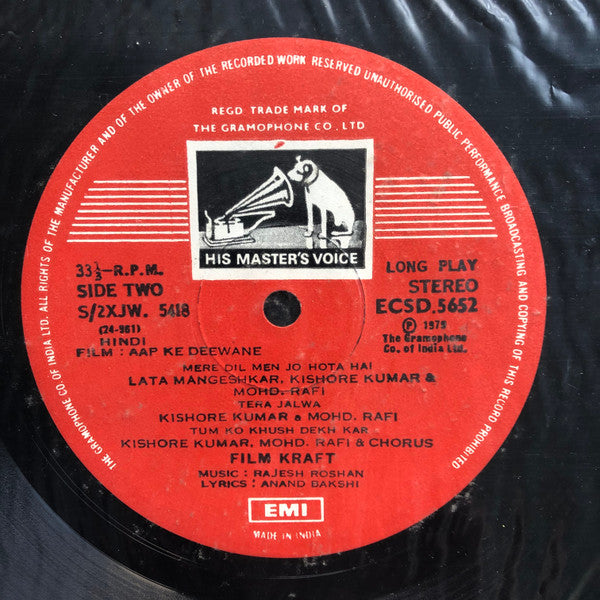 THE GRAMOPHONE CO. OF INDIA LTD. ALL RIGHTS OF THE MANUFACTURER AND OF THE OWNER OF THE RECORDED WORK RESERVED UNAUTHORISED PUBLIC PERFORMANCE BROADCASTING AND COPYING OF THIS RECORD PROHIBITED
REGD TRADE MARK OF
THE GRAMOPHONE CO. LTD
HIS MASTER'S VOICE
33⅓-R.P.M.
SIDE TWO
S/2XJW. 5418
(24-961)
HINDI
LONG PLAY
STEREO
ECSD.5652
Ⓟ 1979
The Gramophone
Co. of India Ltd.
FILM : AAP KE DEEWANE
MERE DIL MEN JO HOTA HAI
LATA MANGESHKAR, KISHORE KUMAR &
MOHD. RAFI
TERA JALWA
KISHORE KUMAR & MOHD. RAFI
TUM KO KHUSH DEKH KAR
KISHORE KUMAR, MOHD. RAFI & CHORUS
FILM KRAFT
MUSIC : RAJESH ROSHAN
LYRICS : ANAND BAKSHI
EMI
MADE IN INDIA